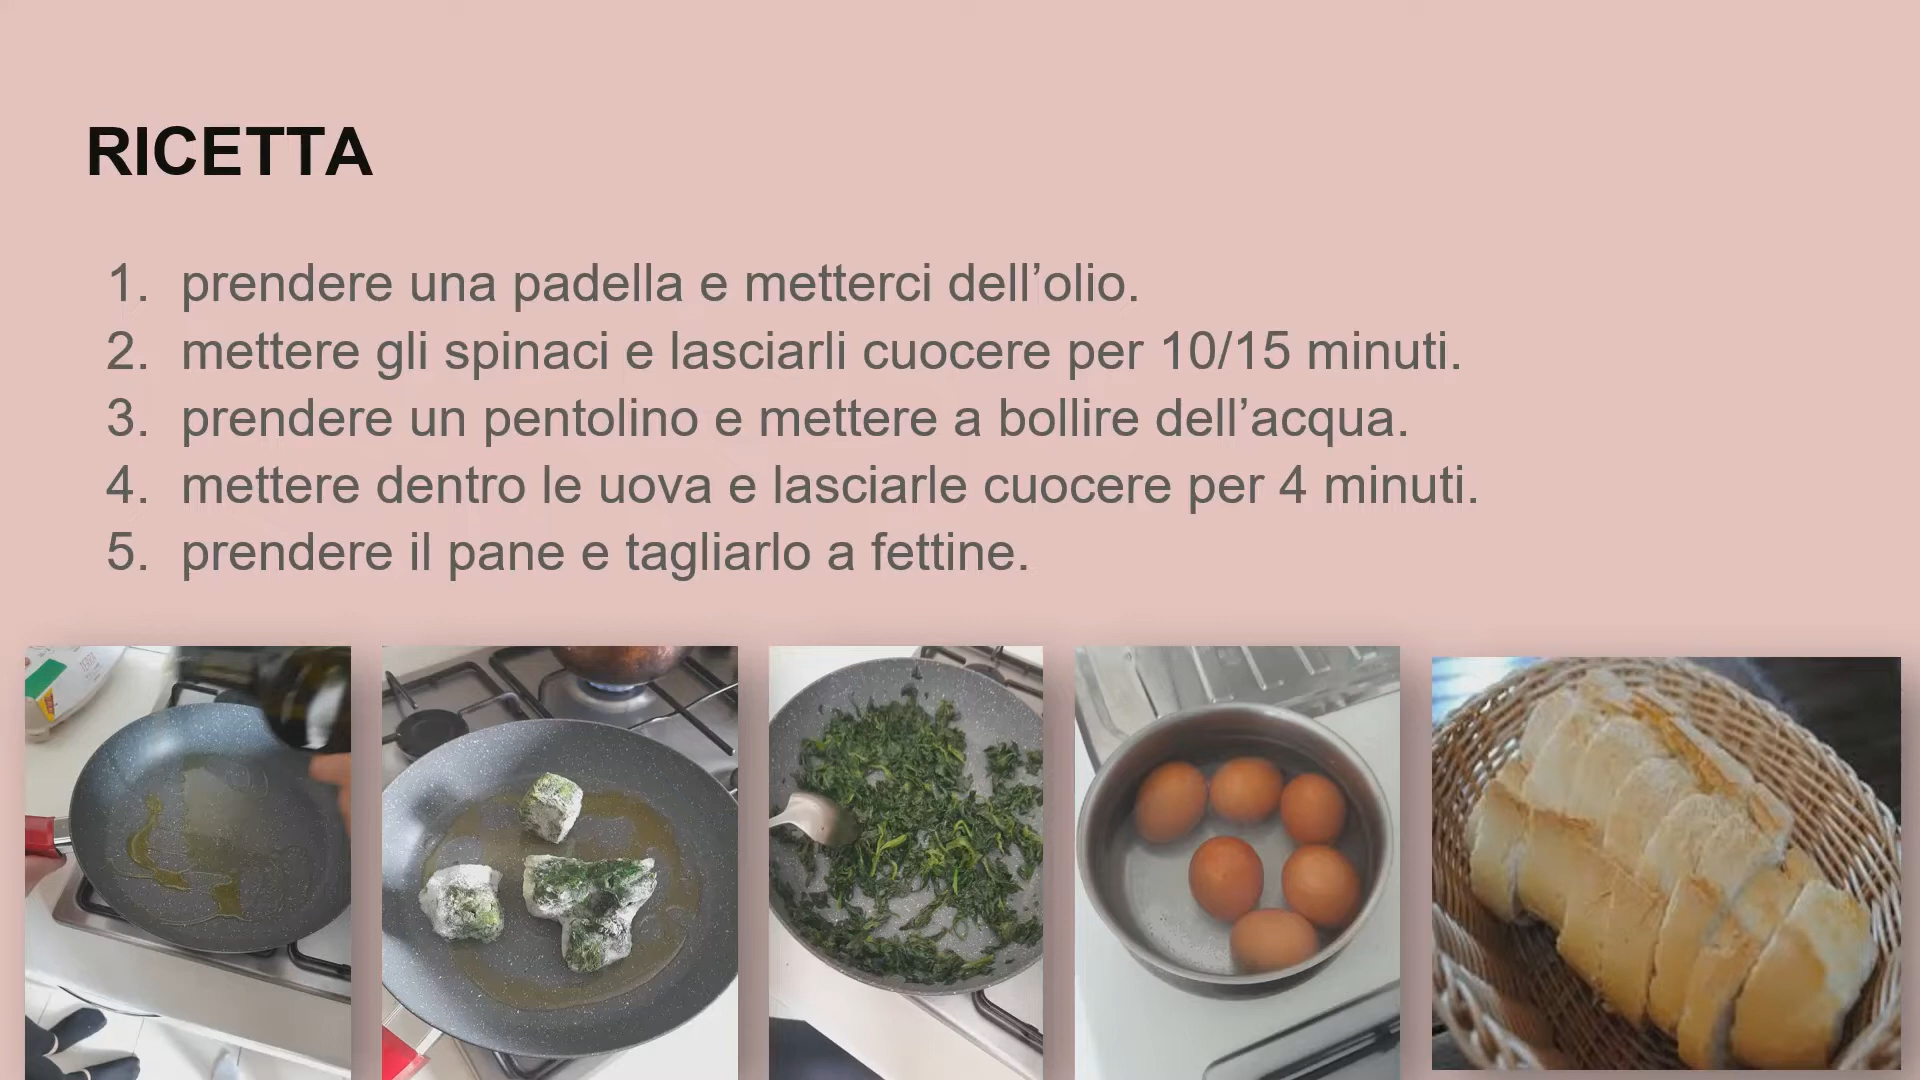 RICETTA
1. prendere una padella e metterci dell’olio.
2. mettere gli spinaci e lasciarli cuocere per 10/15 minuti.
3. prendere un pentolino e mettere a bollire dell’acqua.
4. mettere dentro le uova e lasciarle cuocere per 4 minuti.
5. prendere il pane e tagliarlo a fettine.